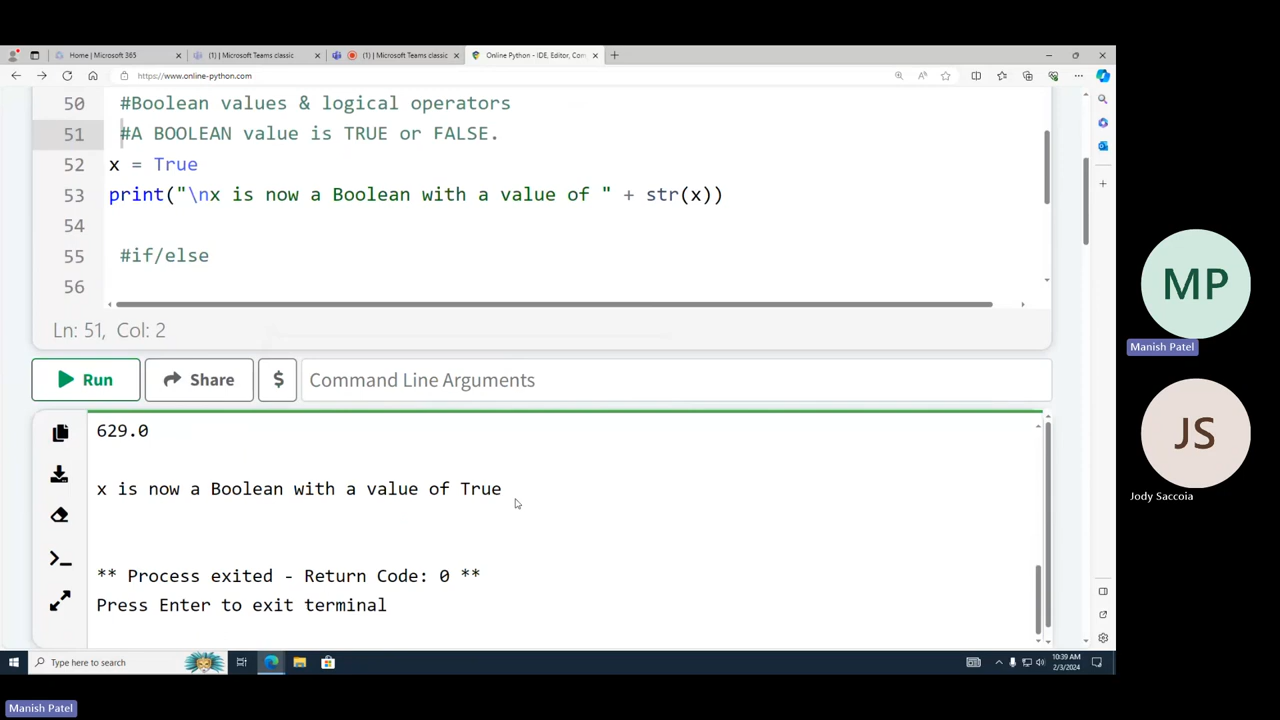 Home | Microsoft 365
(1) | Microsoft Teams classic
(1) | Microsoft Teams classic
Online Python - IDE, Editor, Com
https://www.online-python.com
50 #Boolean values & logical operators
51 #A BOOLEAN value is TRUE or FALSE.
52 x = True
53 print("\nx is now a Boolean with a value of " + str(x))
54
55 #if/else
56
Ln: 51, Col: 2
Run
Share
$
Command Line Arguments
629.0
x is now a Boolean with a value of True
** Process exited - Return Code: 0 **
Press Enter to exit terminal
Type here to search
10:39 AM
2/3/2024
MP
Manish Patel
JS
Jody Saccoia
Manish Patel